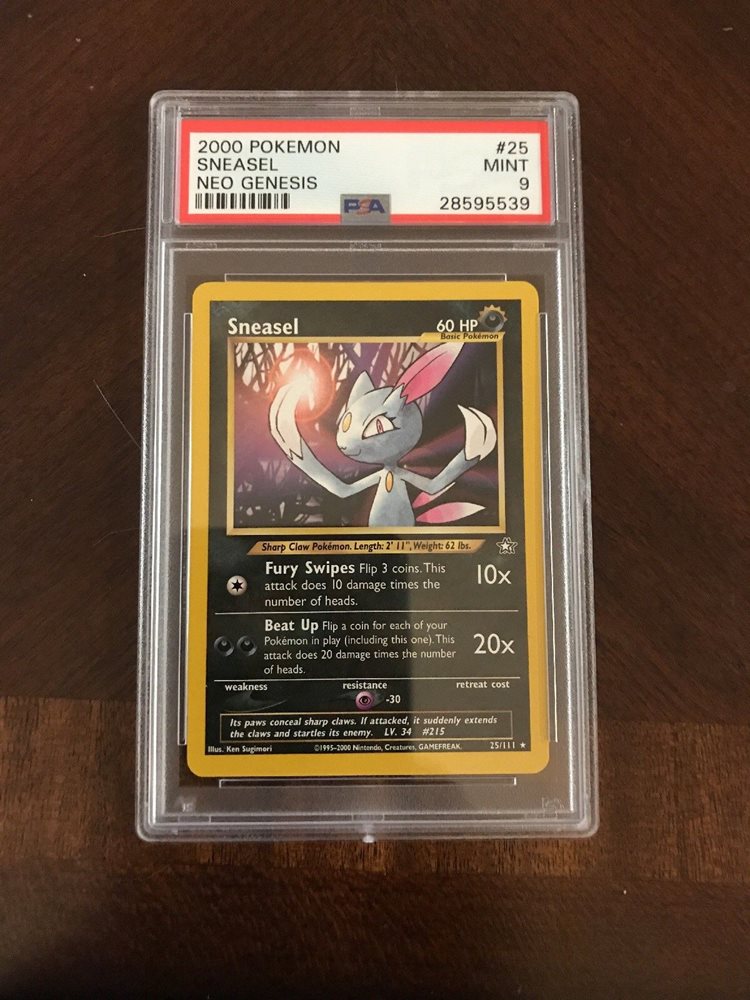 2000 POKEMON #25
SNEASEL MINT
NEO GENESIS 9
PSA 28595539
Sneasel 60 HP
Basic Pokémon
Sharp Claw Pokémon. Length: 2' 11", Weight: 62 lbs.
Fury Swipes Flip 3 coins. This
attack does 10 damage times the
number of heads.
10x
Beat Up Flip a coin for each of your
Pokémon in play (including this one). This
attack does 20 damage times the number
of heads.
20x
weakness resistance retreat cost
-30
Its paws conceal sharp claws. If attacked, it suddenly extends
the claws and startles its enemy. LV. 34 #215
Illus. Ken Sugimori ©1995-2000 Nintendo, Creatures, GAMEFREAK. 25/111 ★